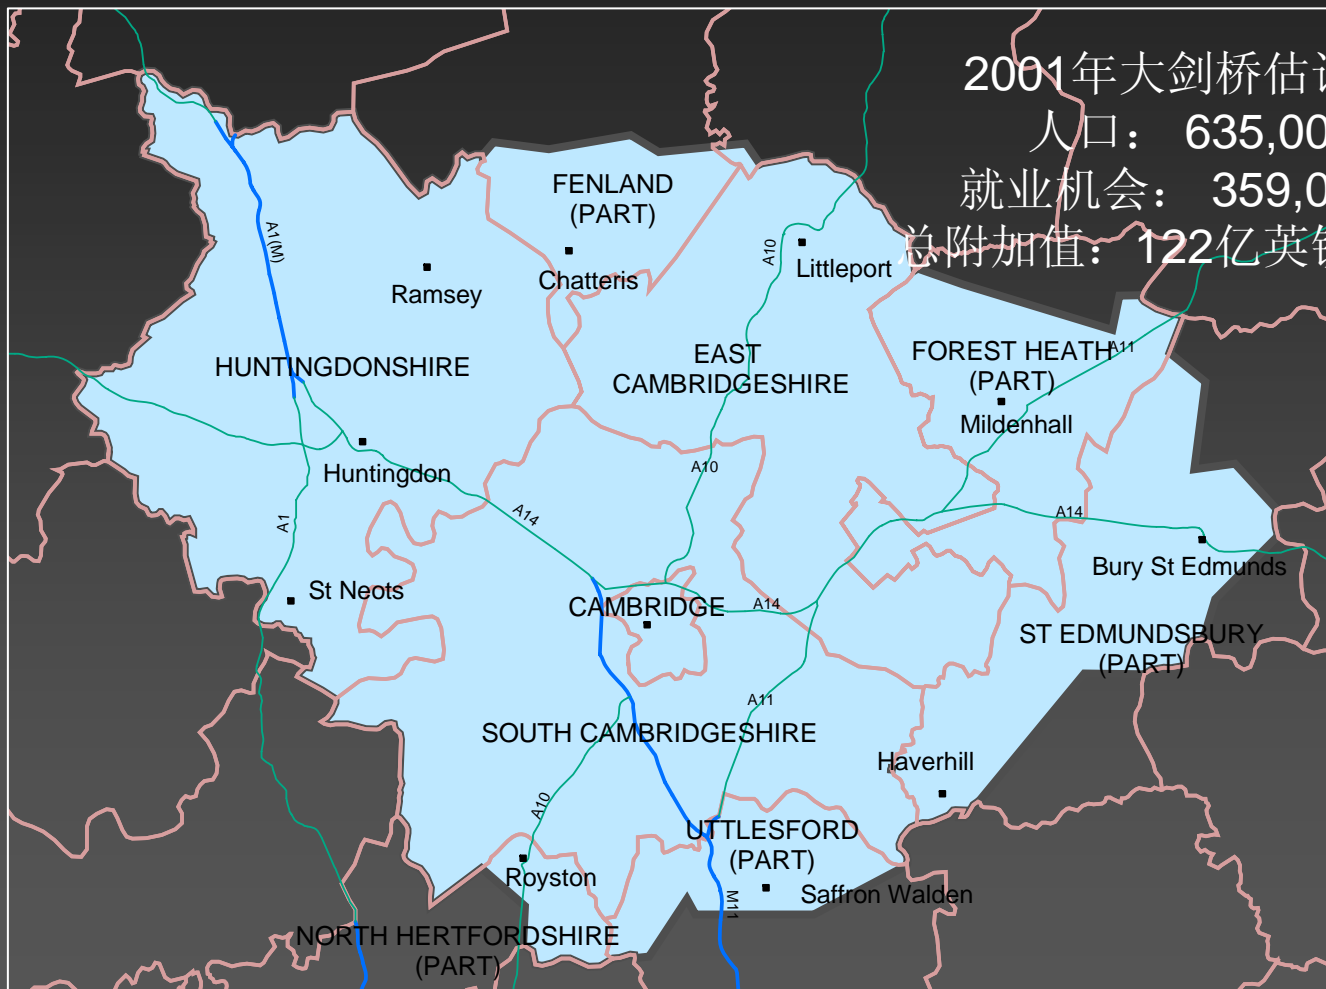 2001年大剑桥估
人口： 635,00
就业机会： 359,0
总附加值：122亿英
FENLAND
(PART)
A1(M)
A10
Littleport
Chatteris
Ramsey
EAST
CAMBRIDGESHIRE
FOREST HEATH
(PART)
A11
HUNTINGDONSHIRE
Mildenhall
Huntingdon
A10
A1
A14
A14
Bury St Edmunds
St Neots
CAMBRIDGE
A14
ST EDMUNDSBURY
(PART)
A11
SOUTH CAMBRIDGESHIRE
Haverhill
A10
UTTLESFORD
(PART)
Royston
Saffron Walden
M11
NORTH HERTFORDSHIRE
(PART)